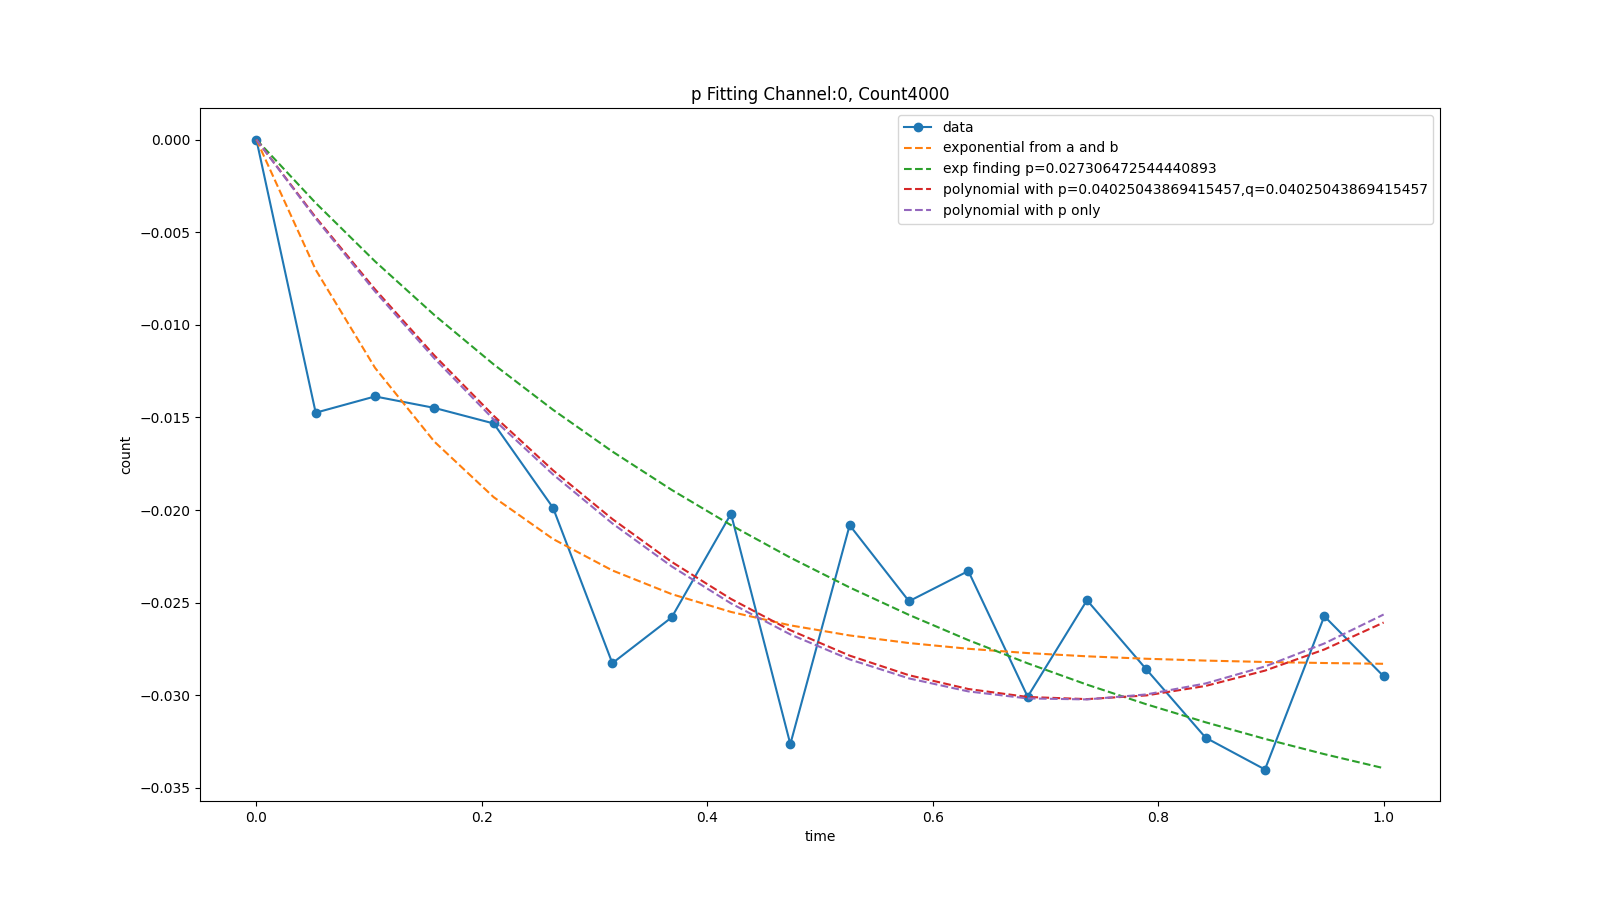 p Fitting Channel:0, Count4000
data
exponential from a and b
exp finding p=0.027306472544440893
polynomial with p=0.04025043869415457,q=0.04025043869415457
polynomial with p only
0.000
−0.005
−0.010
−0.015
−0.020
−0.025
−0.030
−0.035
count
0.0 0.2 0.4 0.6 0.8 1.0
time